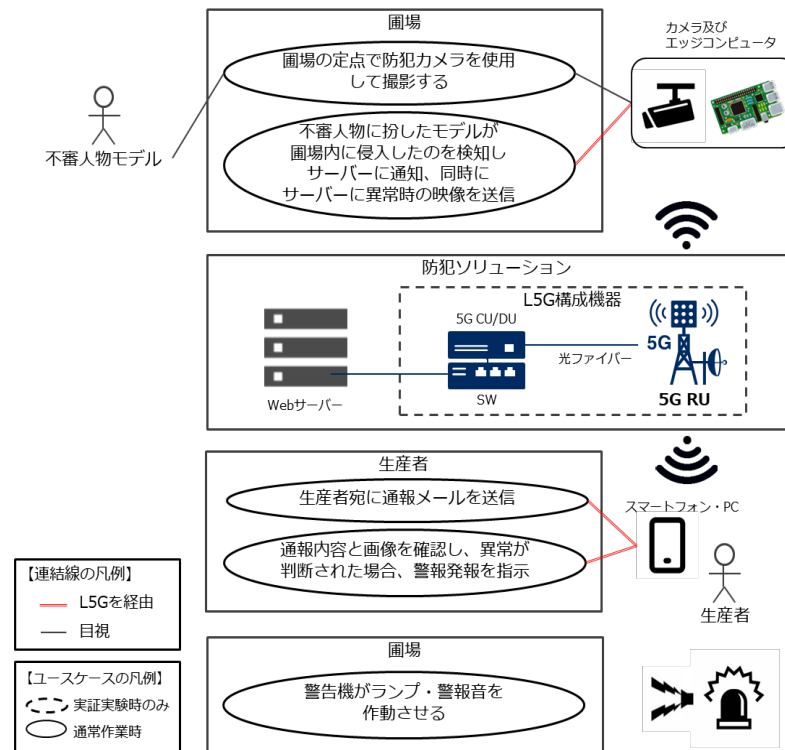 圃場
カメラ及び
エッジコンピュータ
圃場の定点で防犯カメラを使用
して撮影する
不審人物モデル
不審人物に扮したモデルが
圃場内に侵入したのを検知し
サーバーに通知、同時に
サーバーに異常時の映像を送信
防犯ソリューション
L5G構成機器
5G CU/DU
5G
光ファイバー
Webサーバー
SW
5G RU
生産者
生産者宛に通報メールを送信
スマートフォン・PC
通報内容と画像を確認し、異常が
判断された場合、警報発報を指示
生産者
【連結線の凡例】
L5Gを経由
目視
圃場
警告機がランプ・警報音を
作動させる
【ユースケースの凡例】
実証実験時のみ
通常作業時